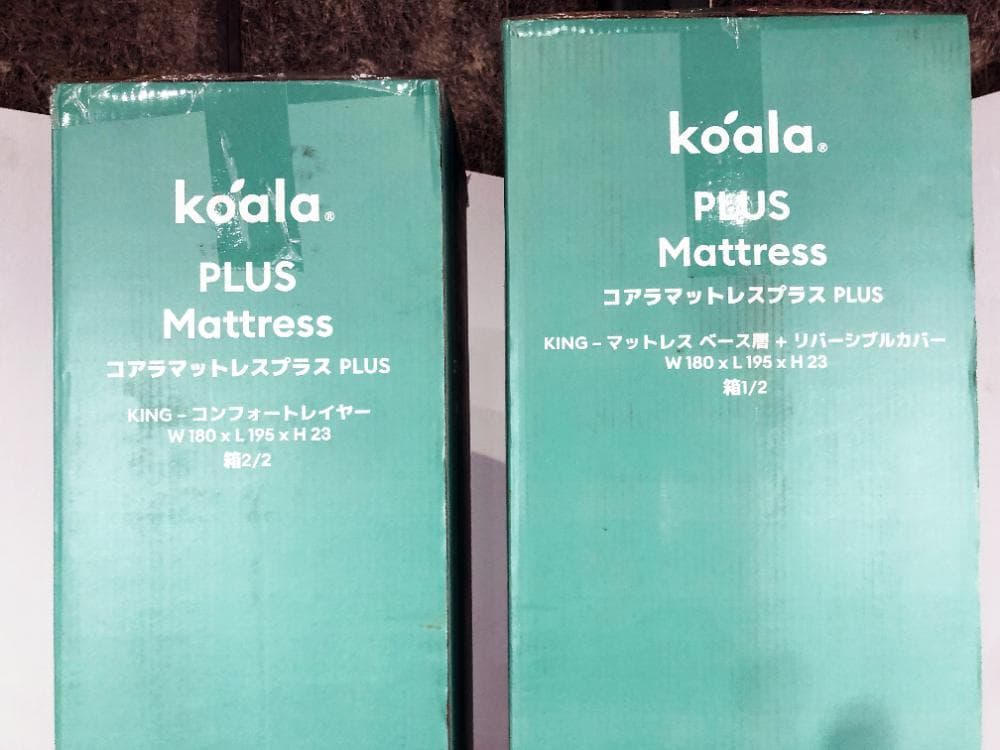 koala®
PLUS
Mattress
コアラマットレスプラス PLUS
KING – コンフォートレイヤー
W 180 x L 195 x H 23
箱2/2
koala®
PLUS
Mattress
コアラマットレスプラス PLUS
KING – マットレス ベース層 + リバーシブルカバー
W 180 x L 195 x H 23
箱1/2